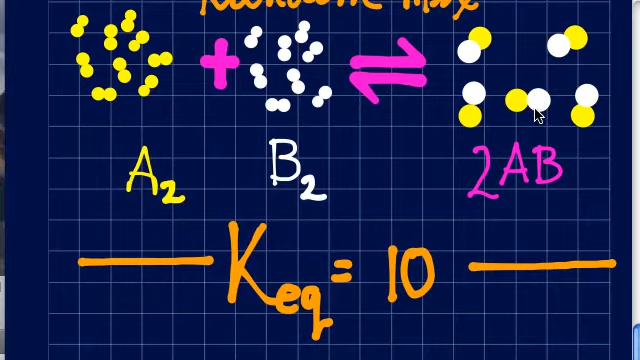 + ⇌
A₂ B₂ 2AB
Keq = 10